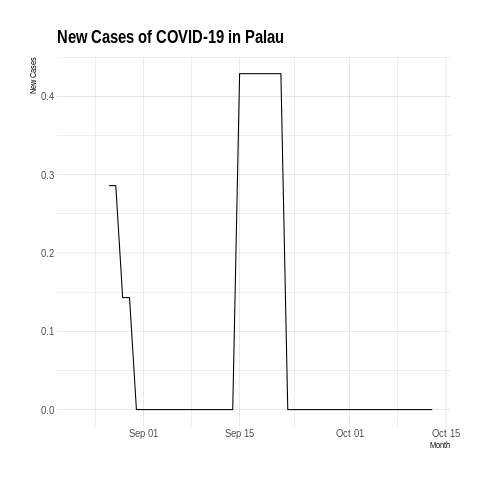 New Cases of COVID-19 in Palau
New Cases
0.4
0.3
0.2
0.1
0.0
Sep 01 Sep 15 Oct 01 Oct 15
Month